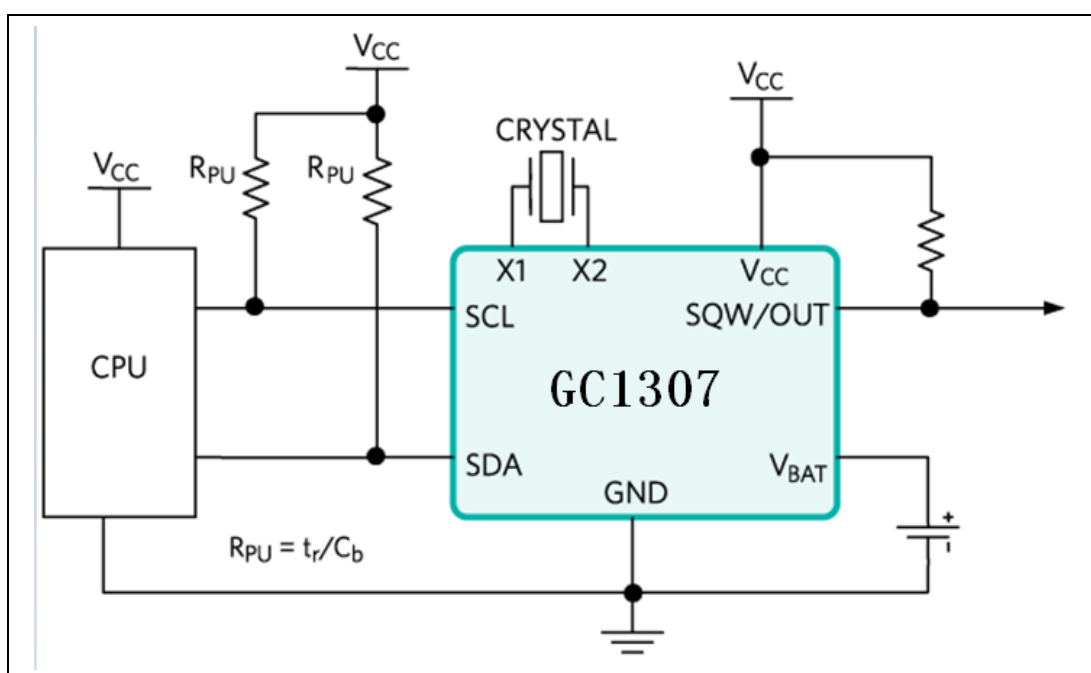 VCC
VCC
CRYSTAL
VCC
RPU
RPU
X1
X2
VCC
SCL
SQW/OUT
CPU
GC1307
SDA
VBAT
GND
+
-
RPU = tr/Cb